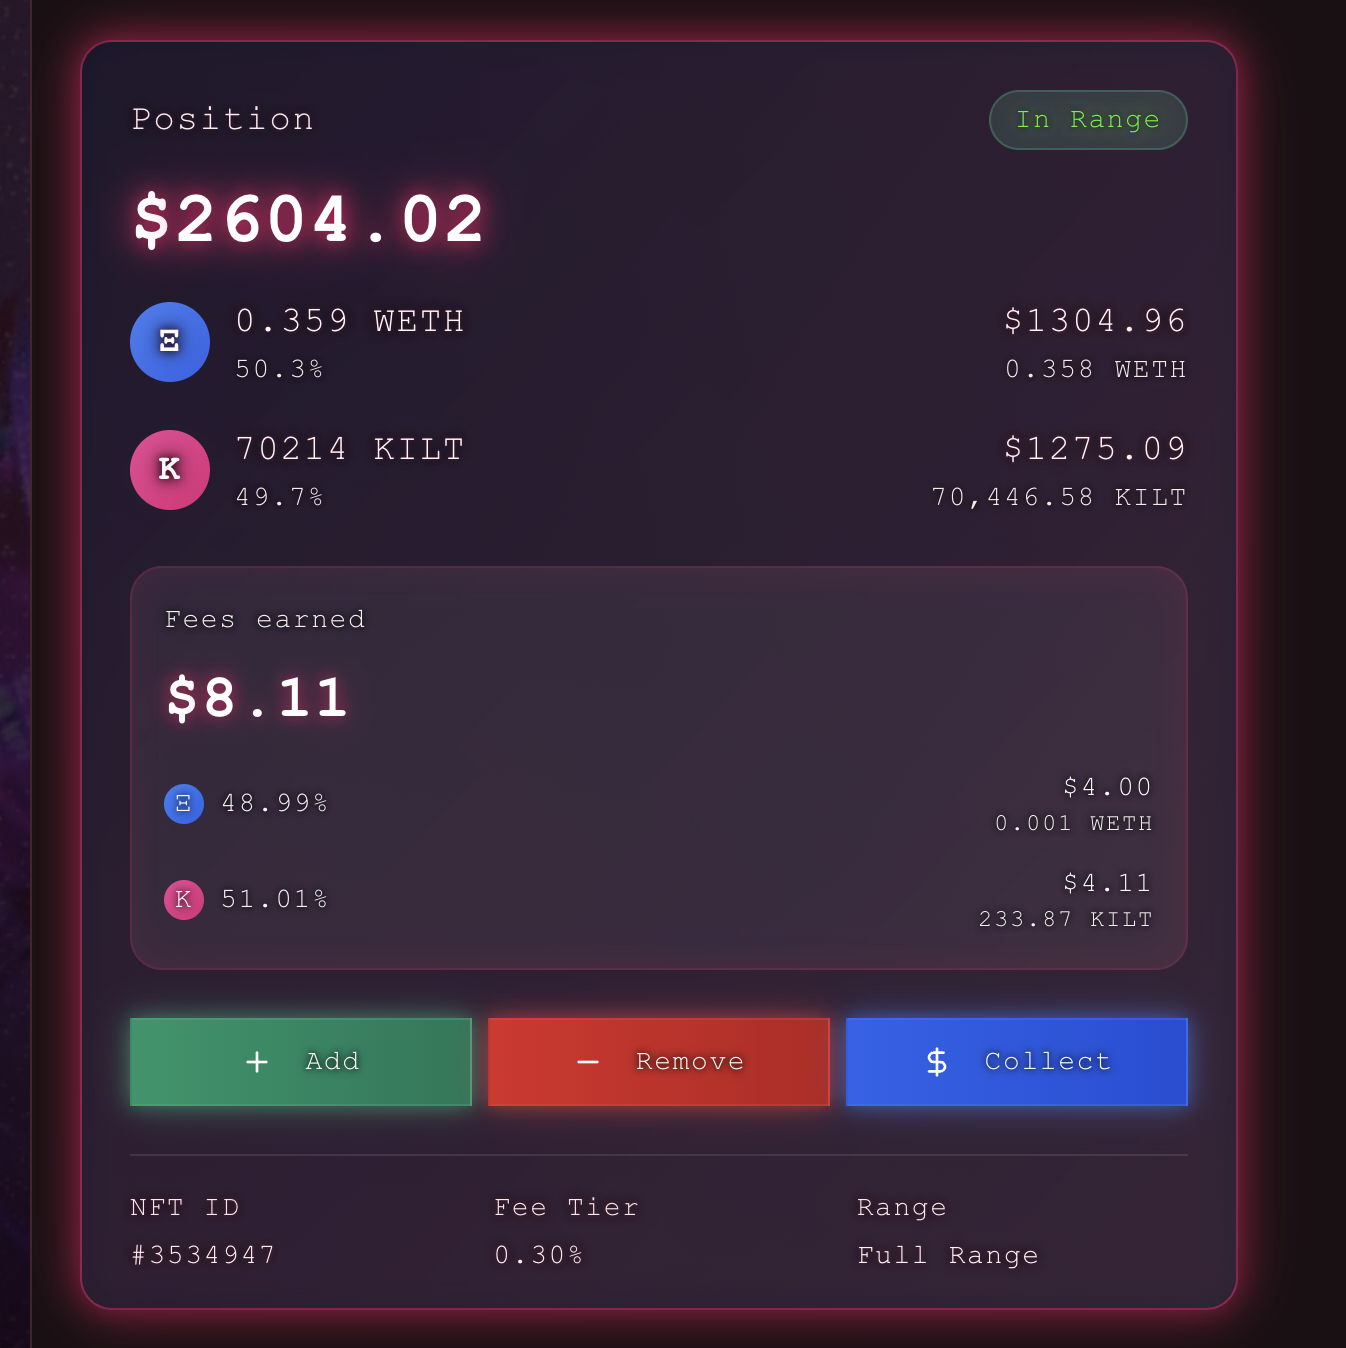 Position
In Range
$2604.02
Ξ
0.359 WETH
$1304.96
50.3%
0.358 WETH
K
70214 KILT
$1275.09
49.7%
70,446.58 KILT
Fees earned
$8.11
Ξ 48.99%
$4.00
0.001 WETH
K 51.01%
$4.11
233.87 KILT
+ Add
− Remove
$ Collect
NFT ID
Fee Tier
Range
#3534947
0.30%
Full Range